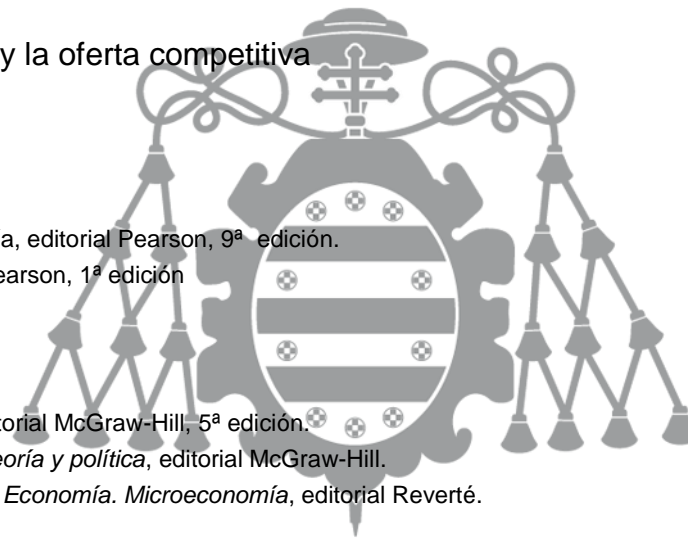 y la oferta competitiva
a, editorial Pearson, 9ª edición.
earson, 1ª edición
torial McGraw-Hill, 5ª edición.
eoría y política, editorial McGraw-Hill.
Economía. Microeconomía, editorial Reverté.